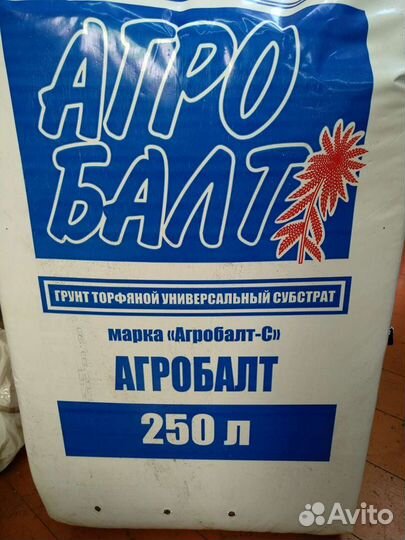 АГРО
БАЛТ
ГРУНТ ТОРФЯНОЙ УНИВЕРСАЛЬНЫЙ СУБСТРАТ
марка «Агробалт-С»
АГРОБАЛТ
250 л
Avito